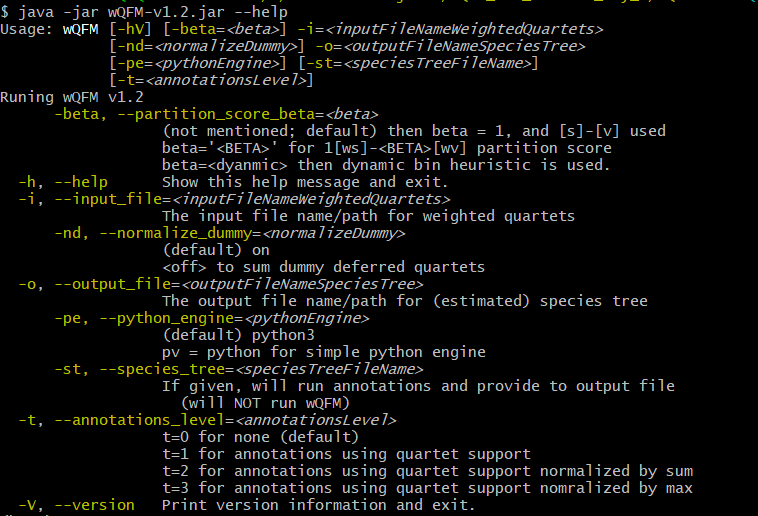 $ java -jar wQFM-v1.2.jar --help
Usage: wQFM [-hV] [-beta=<beta>] -i=<inputFileNameWeightedQuartets>
            [-nd=<normalizeDummy>] -o=<outputFileNameSpeciesTree>
            [-pe=<pythonEngine>] [-st=<speciesTreeFileName>]
            [-t=<annotationsLevel>]
Runing wQFM v1.2
      -beta, --partition_score_beta=<beta>
                  (not mentioned; default) then beta = 1, and [s]-[v] used
                  beta='<BETA>' for 1[ws]-<BETA>[wv] partition score
                  beta=<dyanmic> then dynamic bin heuristic is used.
  -h, --help      Show this help message and exit.
  -i, --input_file=<inputFileNameWeightedQuartets>
                  The input file name/path for weighted quartets
      -nd, --normalize_dummy=<normalizeDummy>
                  (default) on
                  <off> to sum dummy deferred quartets
  -o, --output_file=<outputFileNameSpeciesTree>
                  The output file name/path for (estimated) species tree
      -pe, --python_engine=<pythonEngine>
                  (default) python3
                  pv = python for simple python engine
      -st, --species_tree=<speciesTreeFileName>
                  If given, will run annotations and provide to output file
                    (will NOT run wQFM)
  -t, --annotations_level=<annotationsLevel>
                  t=0 for none (default)
                  t=1 for annotations using quartet support
                  t=2 for annotations using quartet support normalized by sum
                  t=3 for annotations using quartet support nomralized by max
  -V, --version   Print version information and exit.